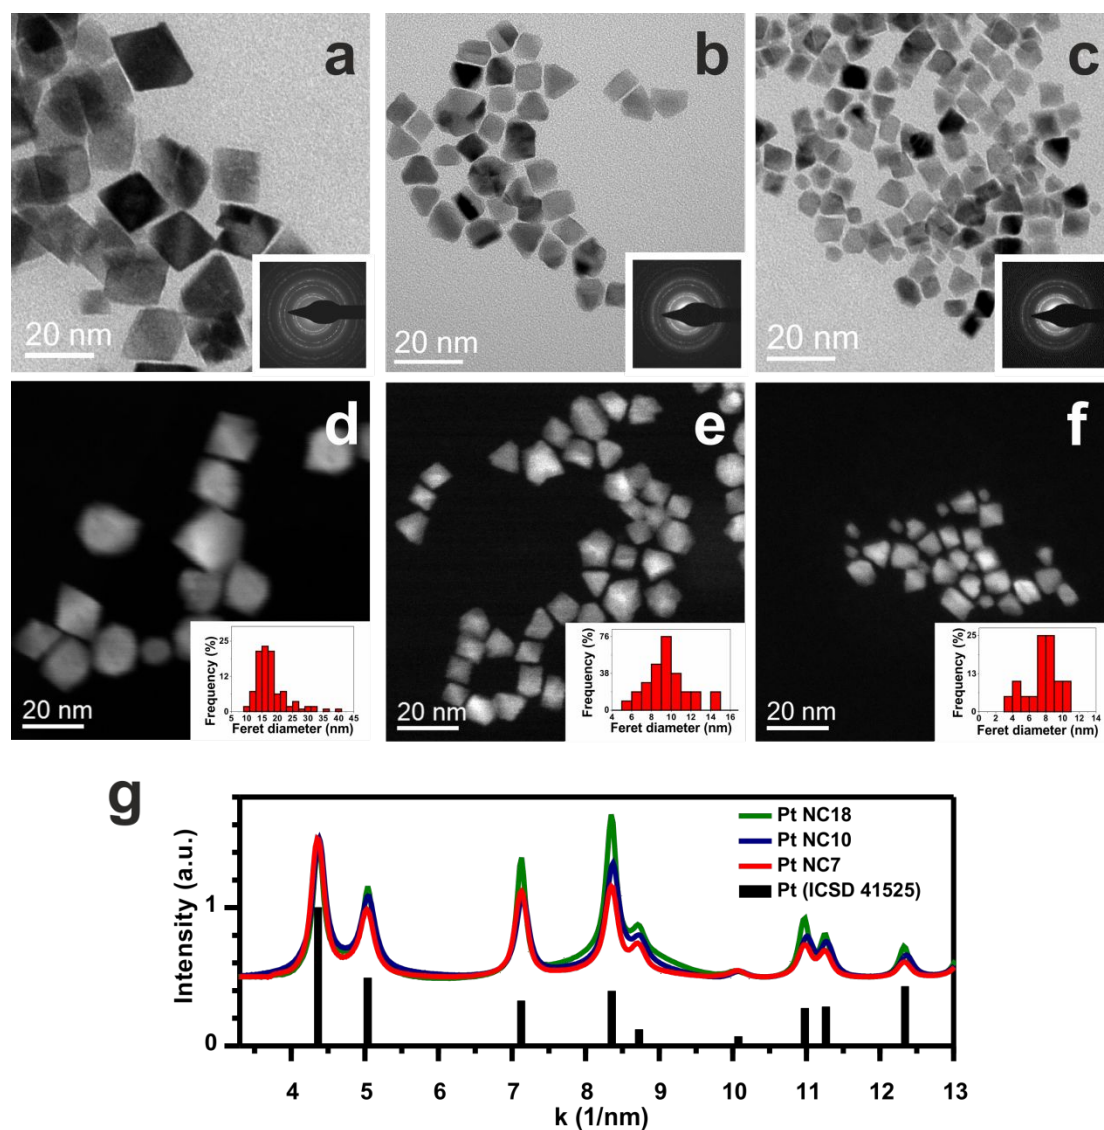 a
b
c
20 nm
20 nm
20 nm
d
e
f
20 nm
Frequency (%)
25
12
0
5 10 15 20 25 30 35 40 45
Feret diameter (nm)
20 nm
Frequency (%)
76
38
0
4 6 8 10 12 14 16
Feret diameter (nm)
20 nm
Frequency (%)
25
13
0
0 2 4 6 8 10 12 14
Feret diameter (nm)
g
Intensity (a.u.)
1
0
Pt NC18
Pt NC10
Pt NC7
Pt (ICSD 41525)
4 5 6 7 8 9 10 11 12 13
k (1/nm)